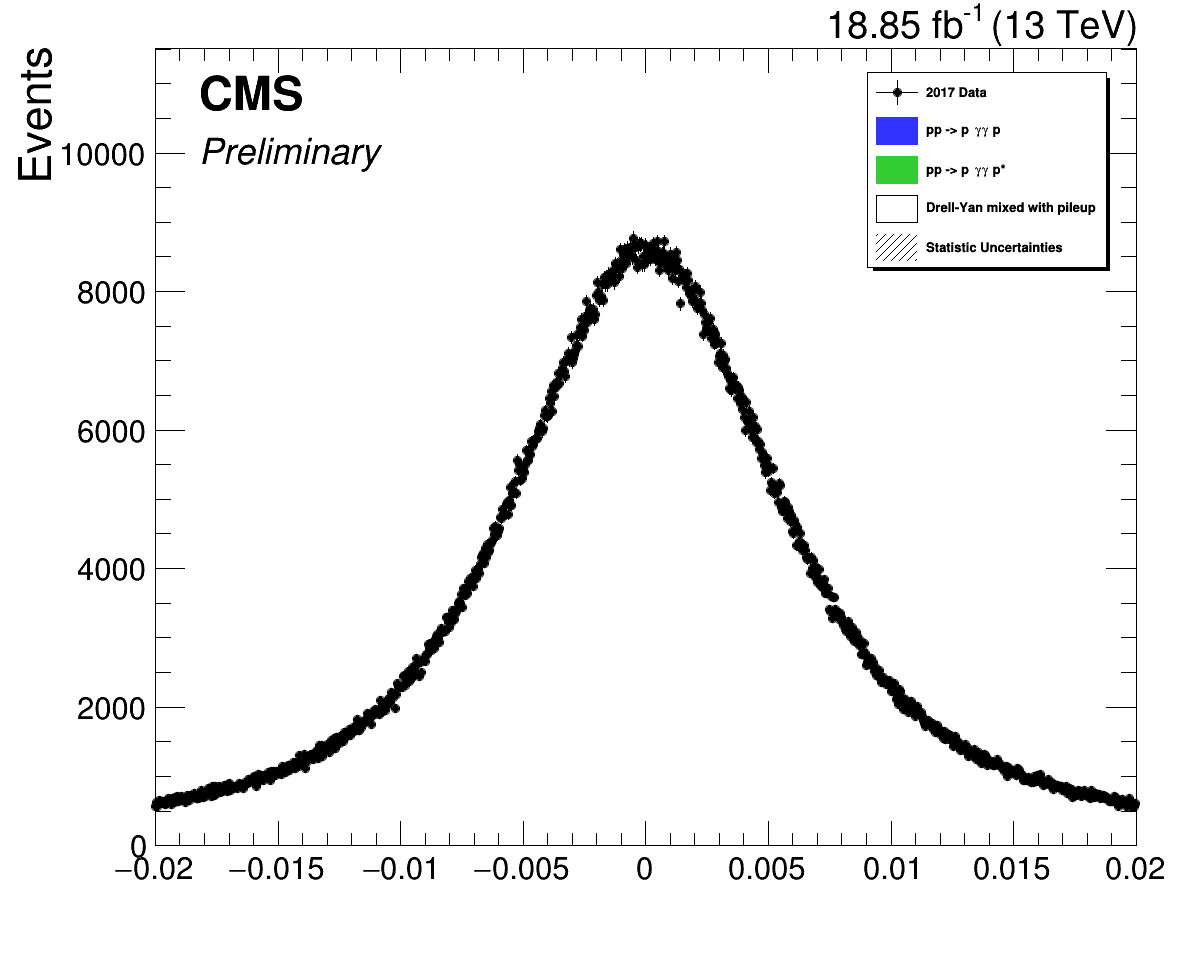 18.85 fb⁻¹ (13 TeV)
Events
CMS
Preliminary
2017 Data
pp -> p γγ p
pp -> p γγ p*
Drell-Yan mixed with pileup
Statistic Uncertainties
10000
8000
6000
4000
2000
0
−0.02 −0.015 −0.01 −0.005 0 0.005 0.01 0.015 0.02